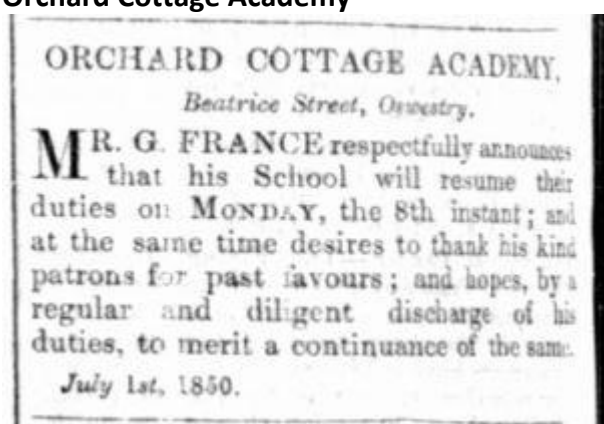 Orchard Cottage Academy
ORCHARD COTTAGE ACADEMY,
Beatrice Street, Oswestry.
MR. G. FRANCE respectfully announces
that his School will resume their
duties on MONDAY, the 8th instant; and
at the same time desires to thank his kind
patrons for past favours; and hopes, by a
regular and diligent discharge of his
duties, to merit a continuance of the same.
July 1st, 1850.